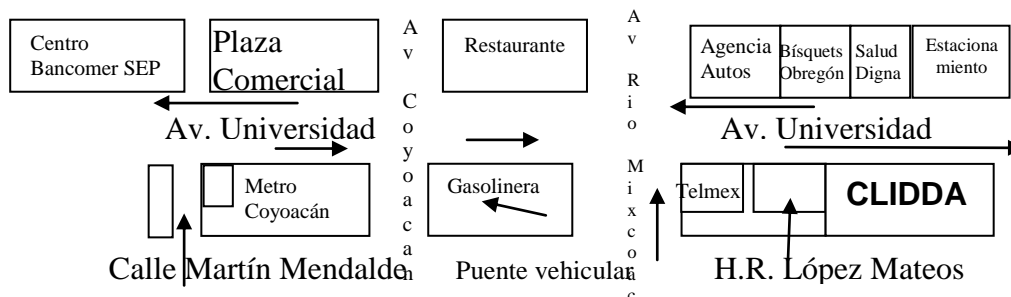 Centro
Bancomer SEP
Plaza
Comercial
Av Coyoacan
Restaurante
Av Rio Mixcoac
Agencia
Autos
Bísquets
Obregón
Salud
Digna
Estaciona
miento
Av. Universidad
Av. Universidad
Metro
Coyoacán
Gasolinera
Telmex
CLIDDA
Calle Martín Mendalde
Puente vehicular
H.R. López Mateos